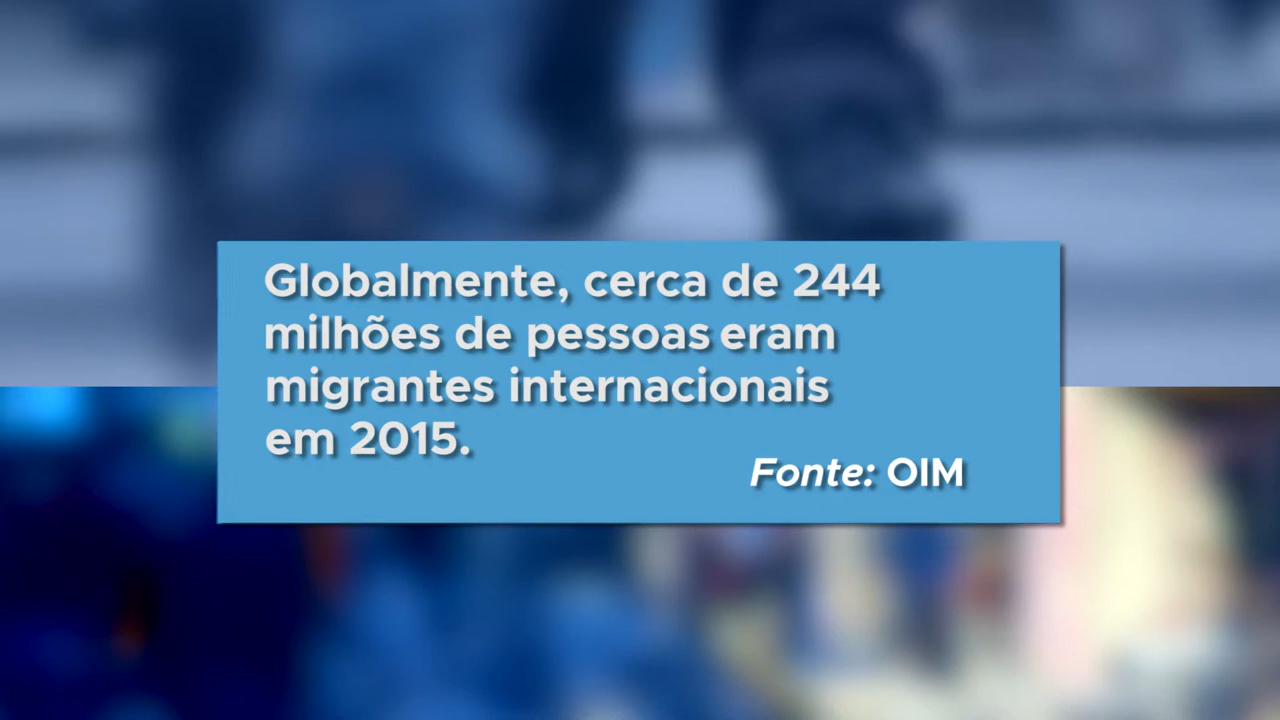 Globalmente, cerca de 244
milhões de pessoas eram
migrantes internacionais
em 2015.
Fonte: OIM